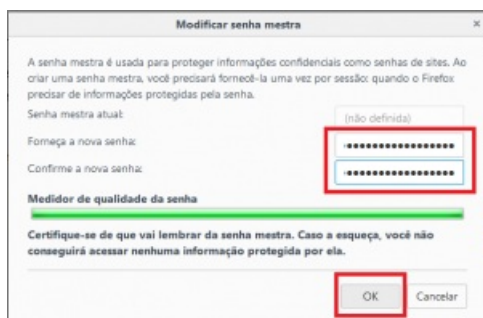 Modificar senha mestra
A senha mestra é usada para proteger informações confidenciais como senhas de sites. Ao
criar uma senha mestra, você precisará fornecê-la uma vez por sessão: quando o Firefox
precisar de informações protegidas pela senha.
Senha mestra atual: (não definida)
Forneça a nova senha:
Confirme a nova senha:
Medidor de qualidade da senha
Certifique-se de que vai lembrar da senha mestra. Caso a esqueça, você não
conseguirá acessar nenhuma informação protegida por ela.
OK Cancelar